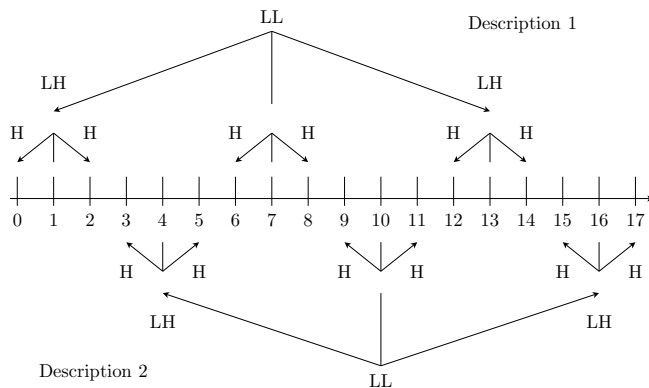 LL
Description 1
LH LH
H H H H H H
0 1 2 3 4 5 6 7 8 9 10 11 12 13 14 15 16 17
H H H H H H
LH LH
Description 2
LL